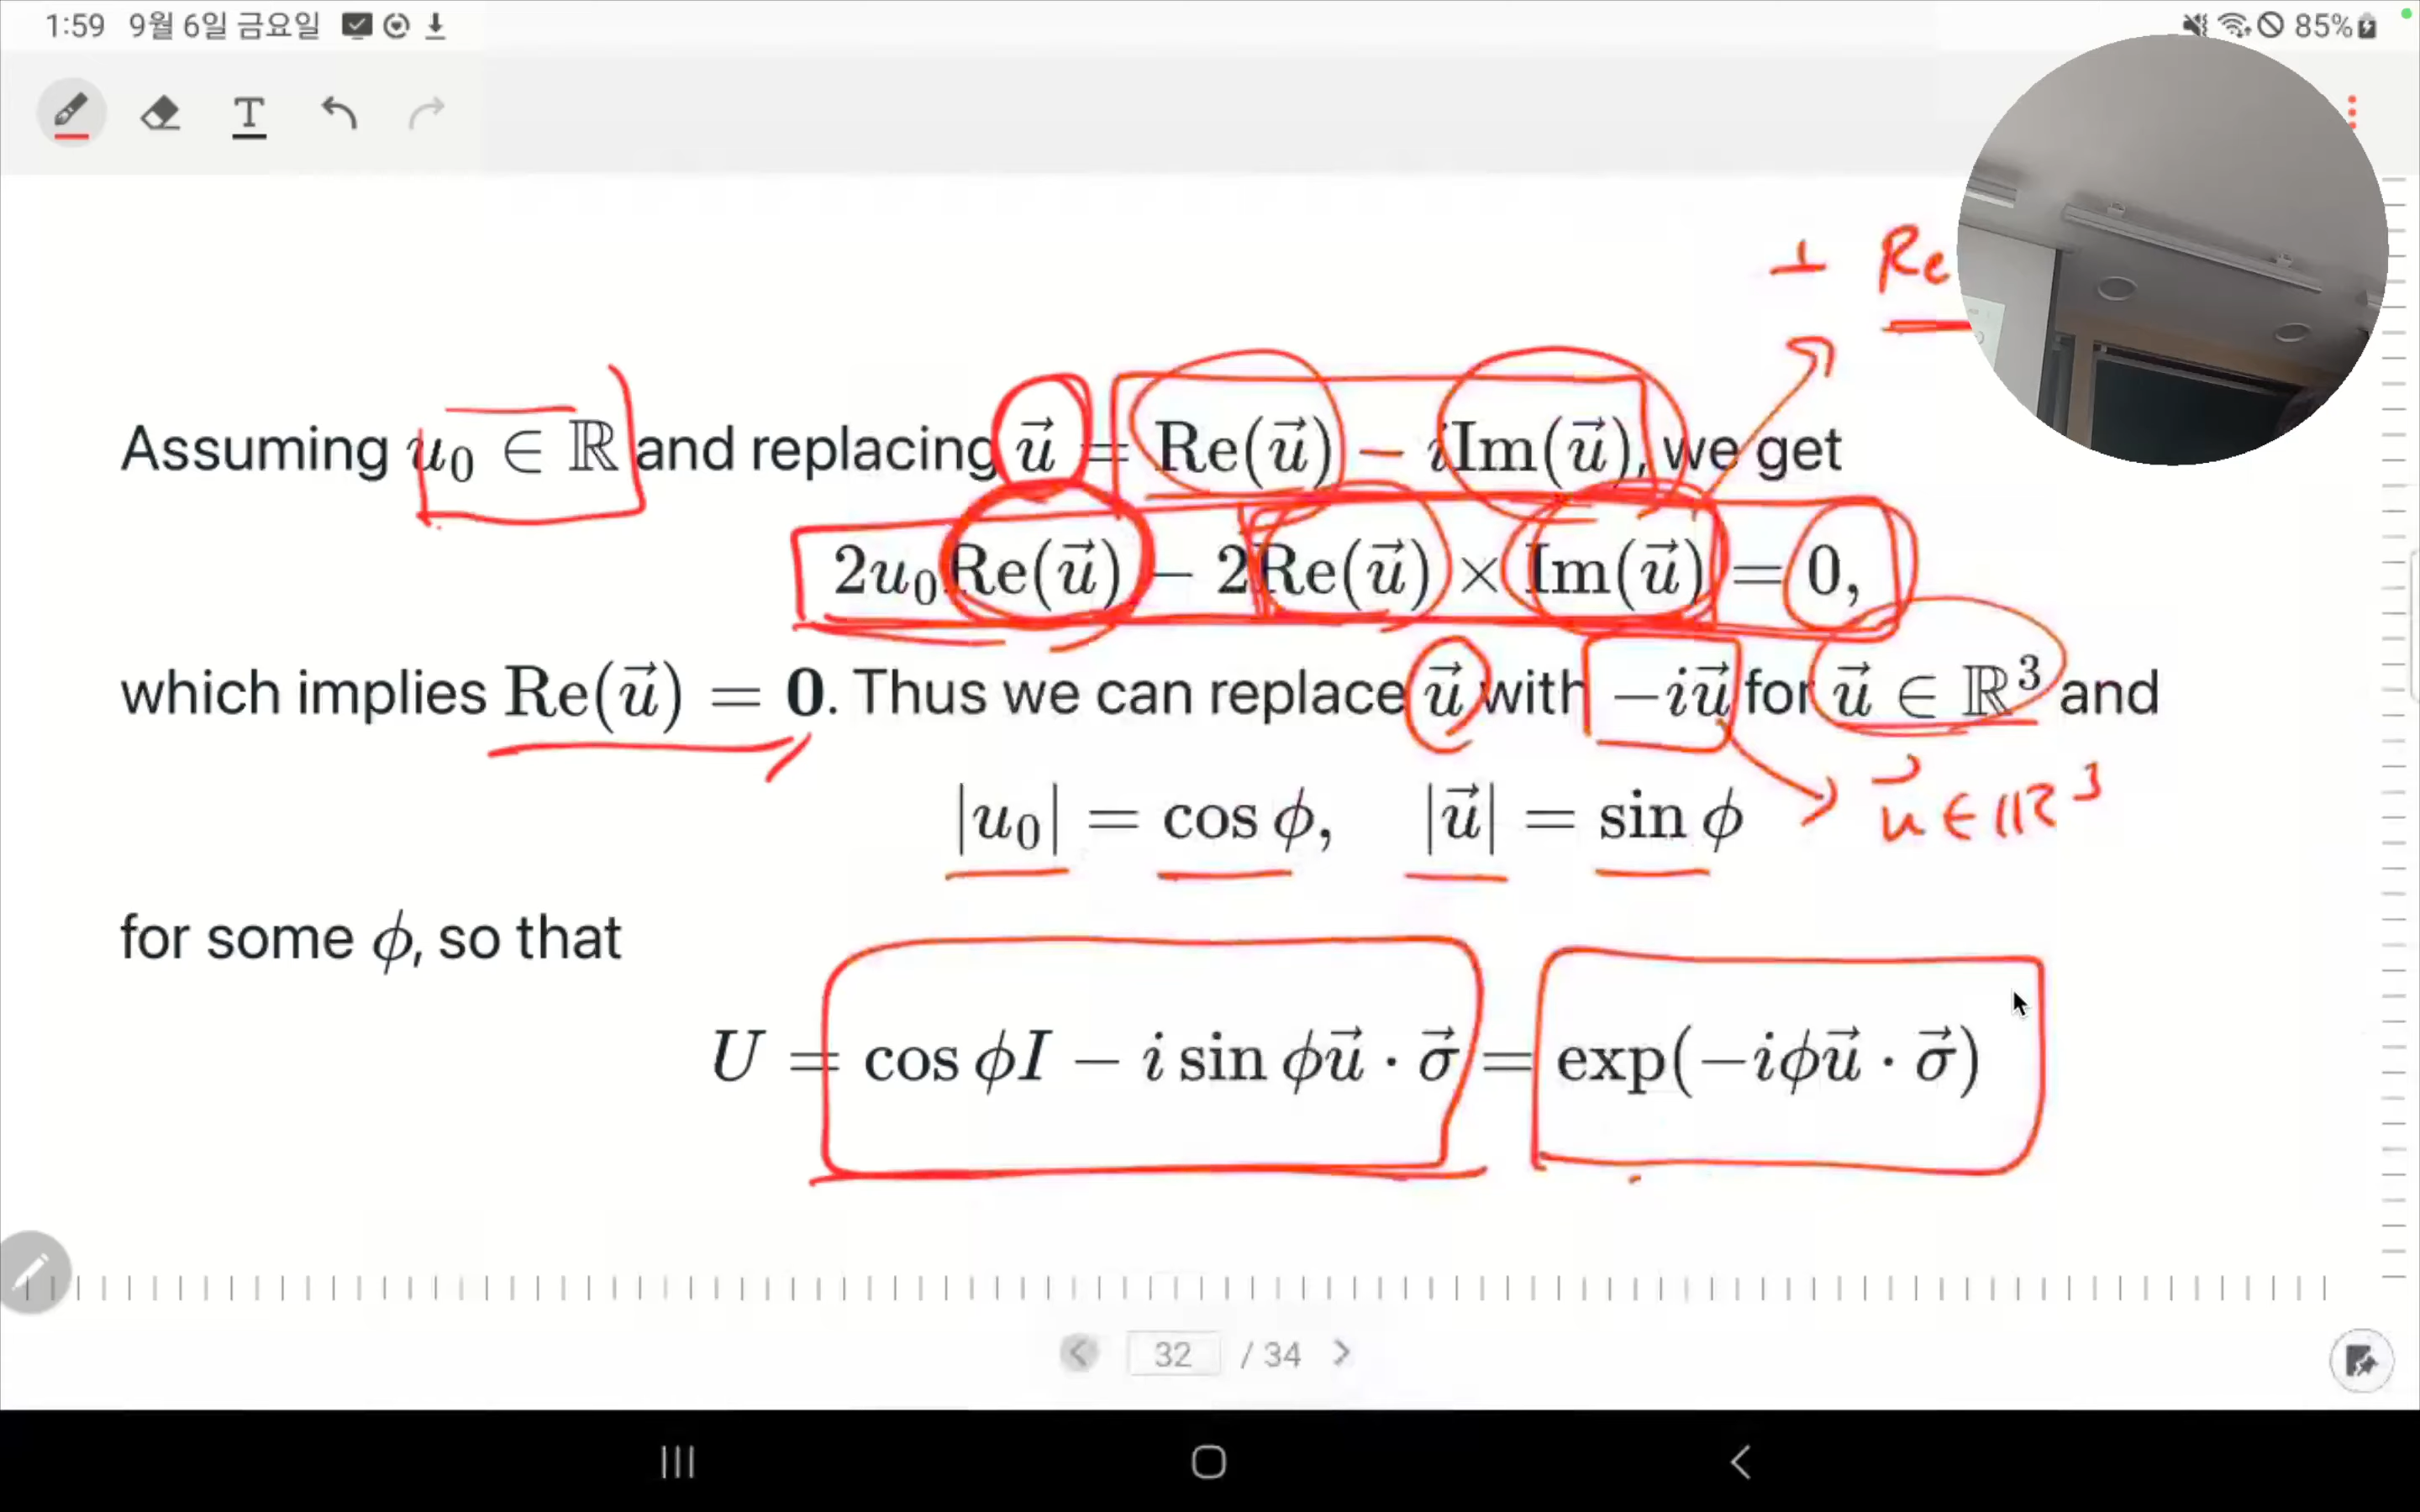 1:59 9월 6일 금요일
85%
T
⊥ Re
Assuming u₀ ∈ ℝ and replacing u⃗ = Re(u⃗) − iIm(u⃗), we get
2u₀Re(u⃗) − 2Re(u⃗) × Im(u⃗) = 0,
which implies Re(u⃗) = 0. Thus we can replace u⃗ with −iu⃗ for u⃗ ∈ ℝ³ and
|u₀| = cos ϕ, |u⃗| = sin ϕ
u⃗ ∈ ℝ³
for some ϕ, so that
U = cos ϕI − i sin ϕu⃗ · σ⃗ = exp(−iϕu⃗ · σ⃗)
32 / 34